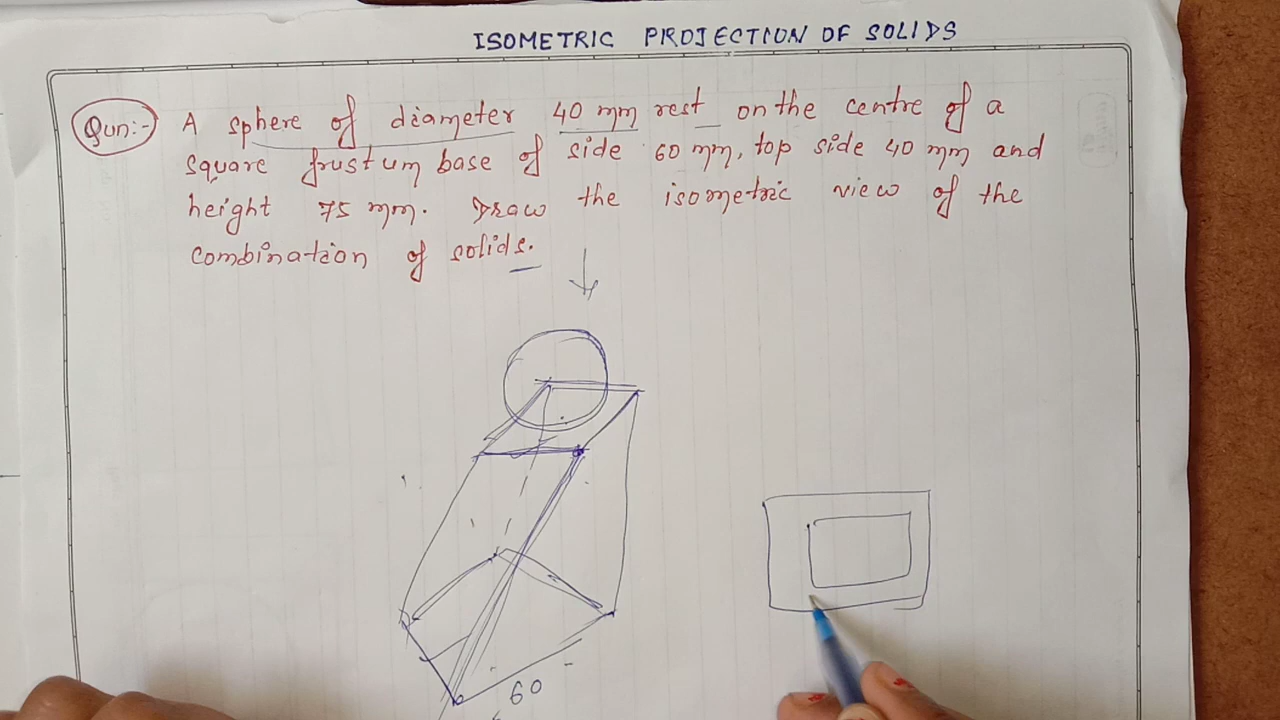 ISOMETRIC PROJECTION OF SOLIDS
Qun:- A sphere of diameter 40 mm rest on the centre of a
square frustum base of side 60 mm, top side 40 mm and
height 75 mm. Draw the isometric view of the
combination of solids.
60